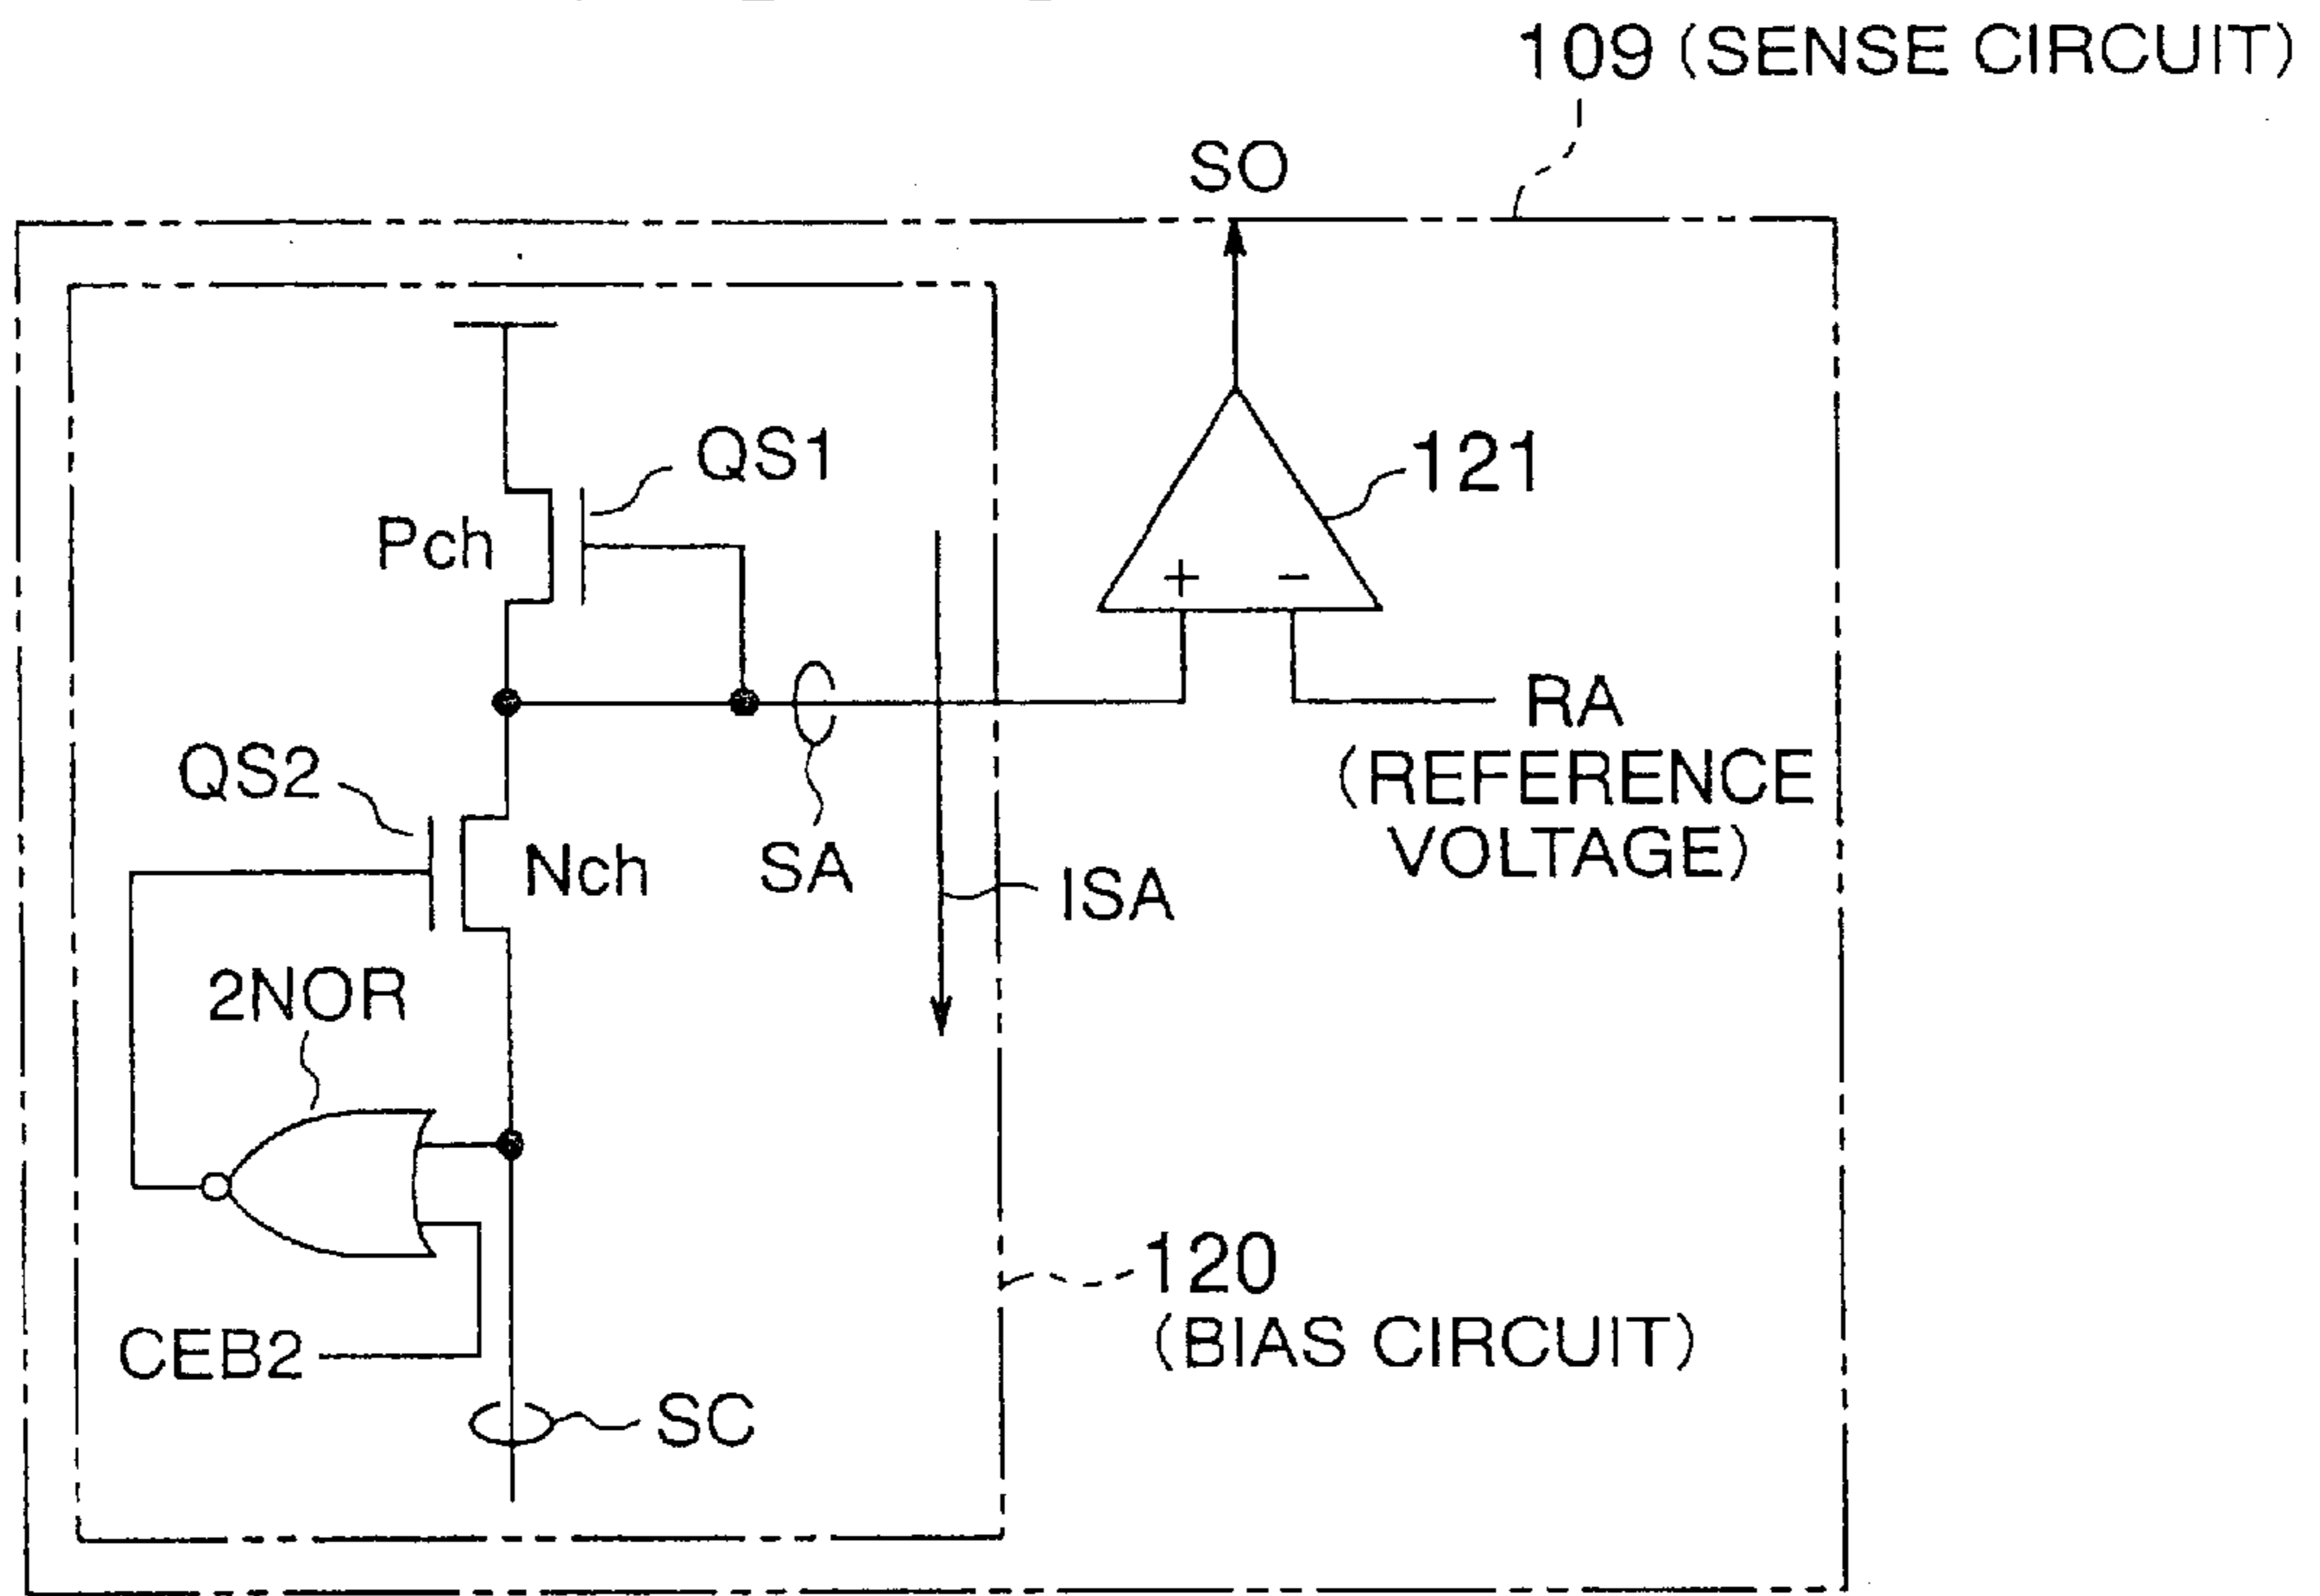 109 (SENSE CIRCUIT)
SO
QS1
121
Pch
+ −
RA
(REFERENCE
VOLTAGE)
QS2
Nch
SA
ISA
2NOR
120
(BIAS CIRCUIT)
CEB2
SC